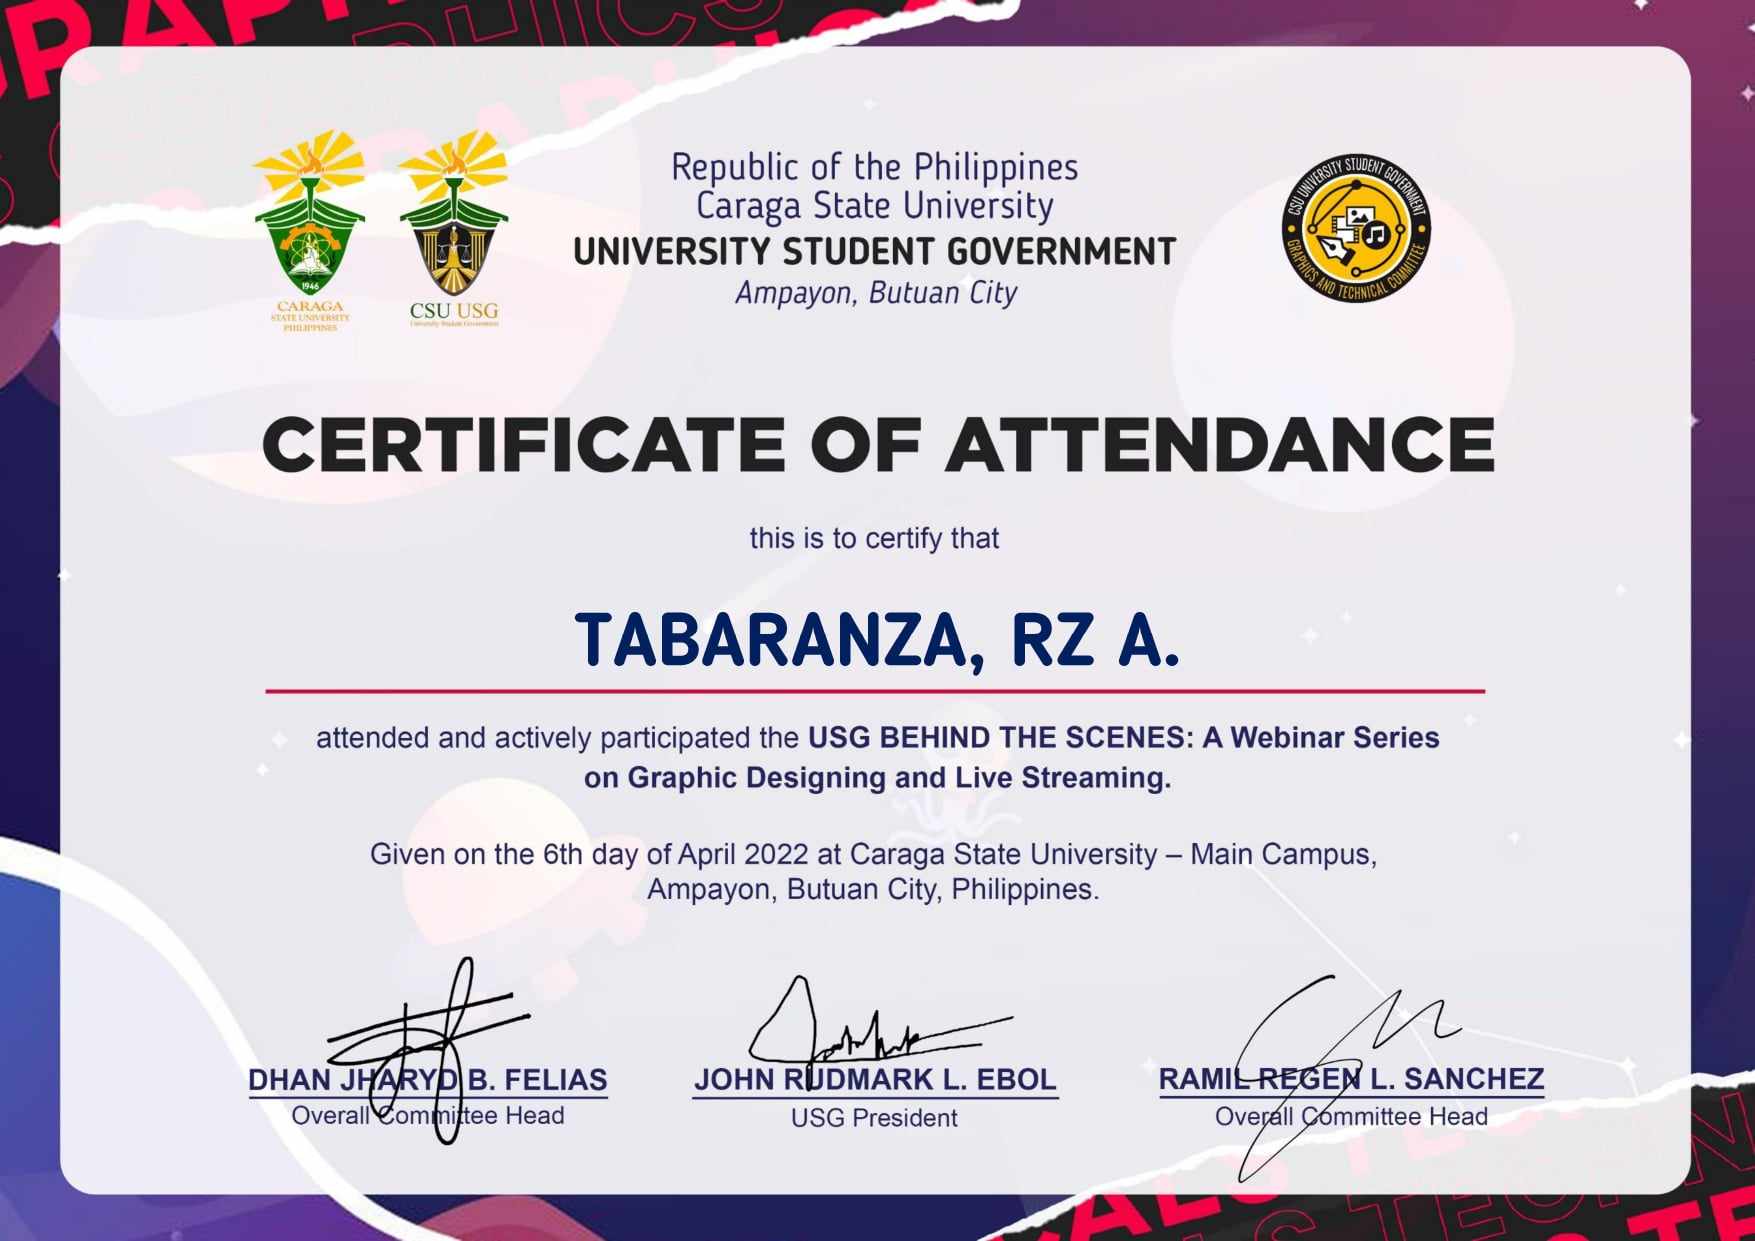 Republic of the Philippines
Caraga State University
UNIVERSITY STUDENT GOVERNMENT
Ampayon, Butuan City
1946
CARAGA
STATE UNIVERSITY
PHILIPPINES
CSU USG
University Student Government
CSU UNIVERSITY STUDENT GOVERNMENT
GRAPHICS AND TECHNICAL COMMITTEE
CERTIFICATE OF ATTENDANCE
this is to certify that
TABARANZA, RZ A.
attended and actively participated the USG BEHIND THE SCENES: A Webinar Series
on Graphic Designing and Live Streaming.
Given on the 6th day of April 2022 at Caraga State University – Main Campus,
Ampayon, Butuan City, Philippines.
DHAN JHARYD B. FELIAS
Overall Committee Head
JOHN RUDMARK L. EBOL
USG President
RAMIL REGEN L. SANCHEZ
Overall Committee Head